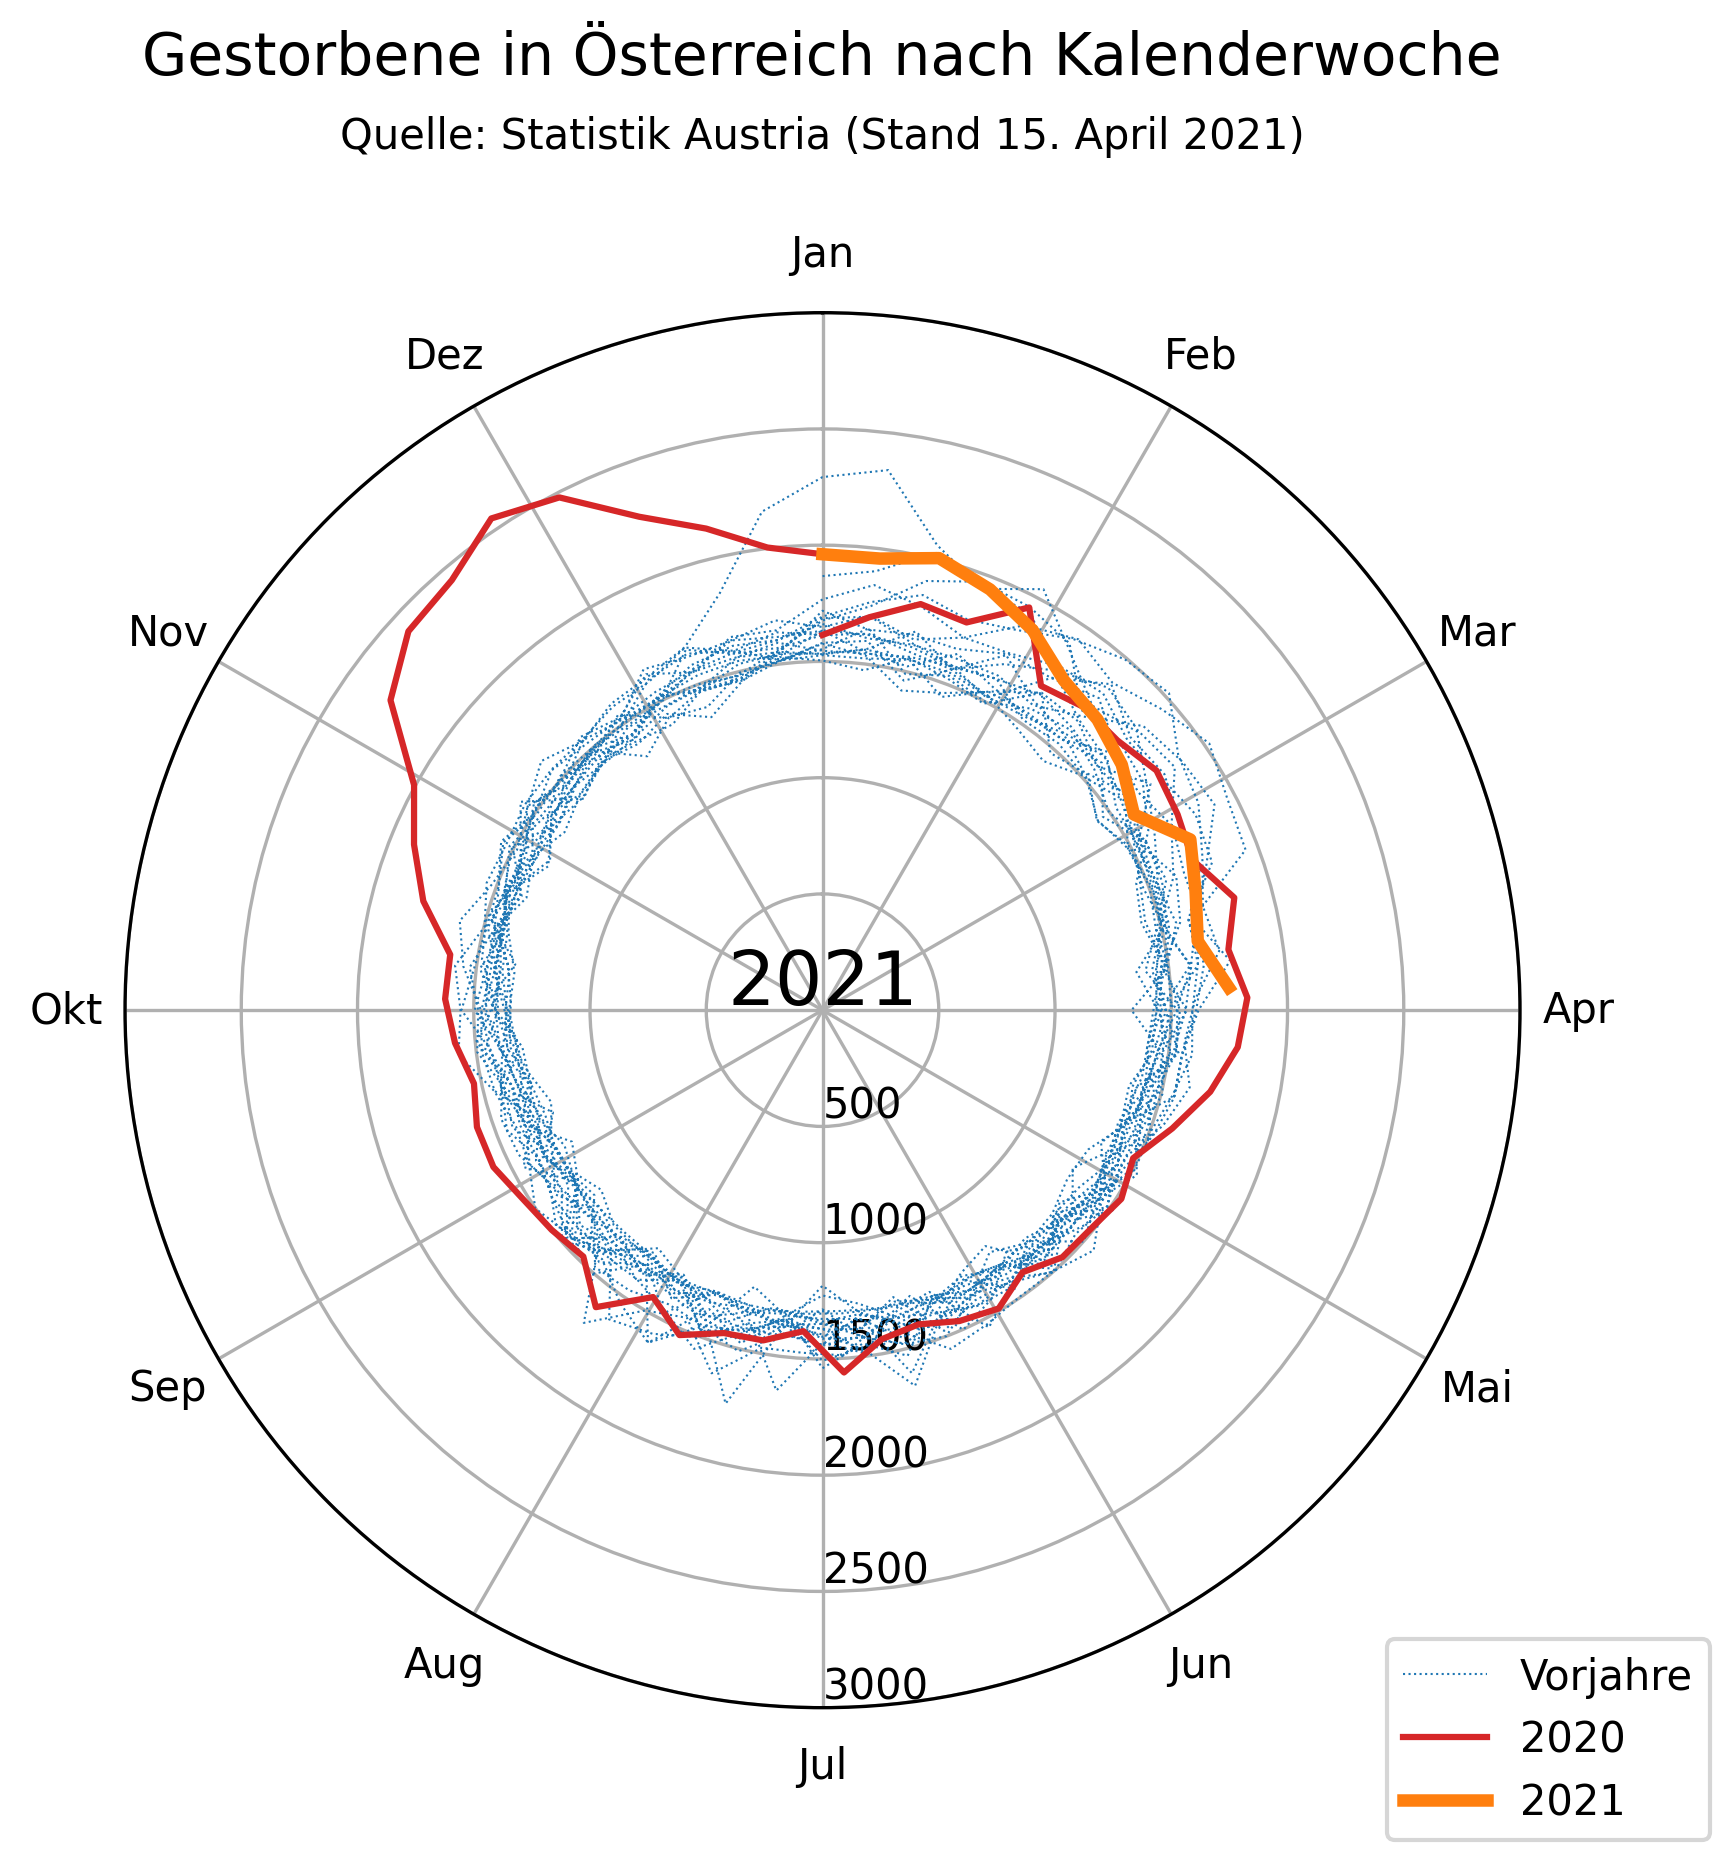 Gestorbene in Österreich nach Kalenderwoche
Quelle: Statistik Austria (Stand 15. April 2021)
Jan
Dez
Feb
Nov
Mar
2021
Okt
Apr
500
1000
1500
Sep
Mai
2000
2500
Aug
Jun
3000
Jul
Vorjahre
2020
2021